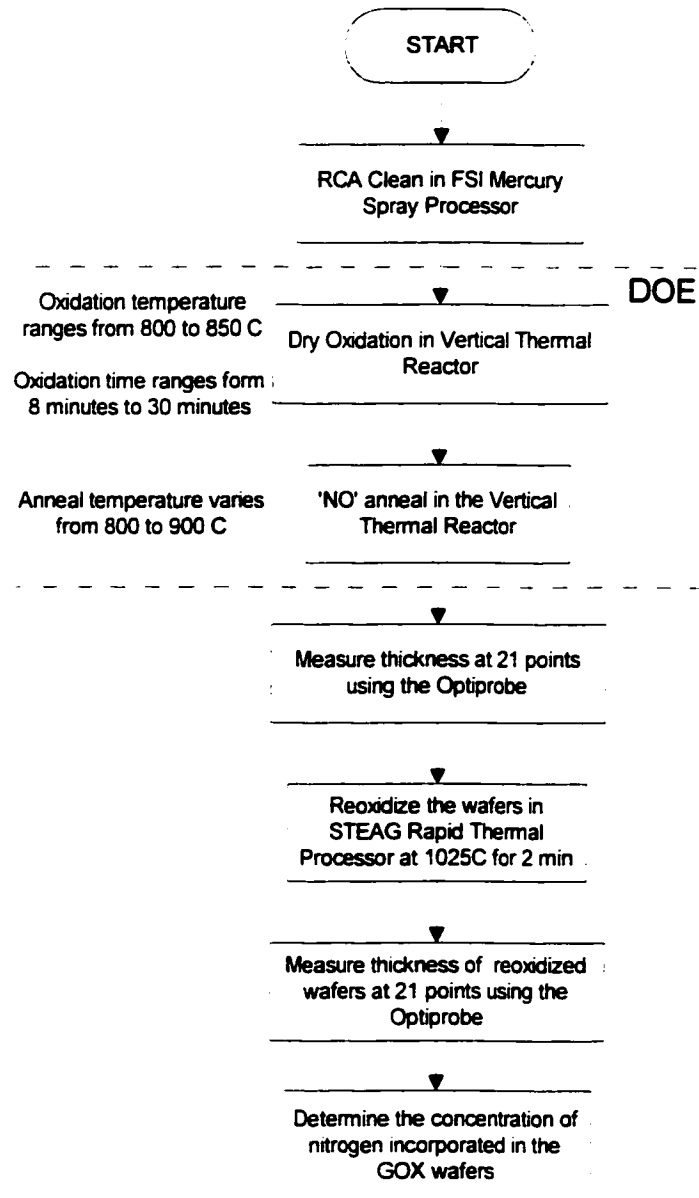 START
RCA Clean in FSI Mercury
Spray Processor
DOE
Oxidation temperature
ranges from 800 to 850 C
Dry Oxidation in Vertical Thermal
Reactor
Oxidation time ranges form
8 minutes to 30 minutes
Anneal temperature varies
from 800 to 900 C
'NO' anneal in the Vertical
Thermal Reactor
Measure thickness at 21 points
using the Optiprobe
Reoxidize the wafers in
STEAG Rapid Thermal
Processor at 1025C for 2 min
Measure thickness of reoxidized
wafers at 21 points using the
Optiprobe
Determine the concentration of
nitrogen incorporated in the
GOX wafers